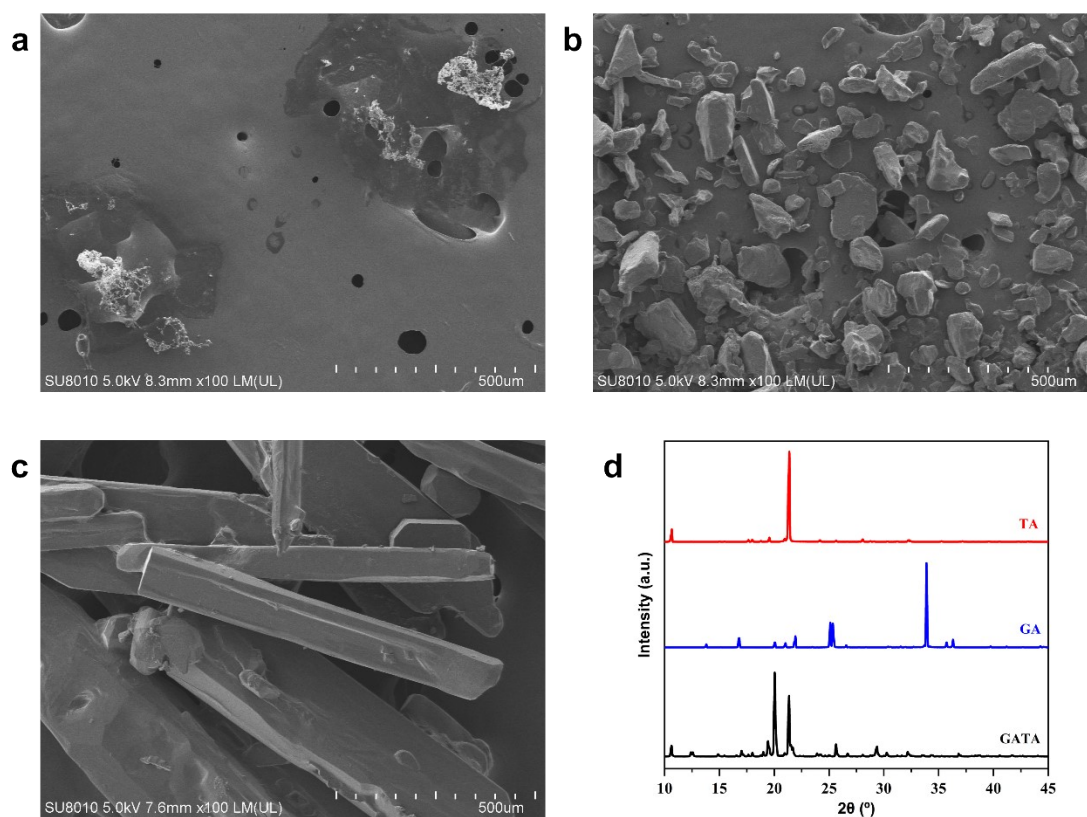 a
SU8010 5.0kV 8.3mm x100 LM(UL)
500um
b
SU8010 5.0kV 8.3mm x100 LM(UL)
500um
c
SU8010 5.0kV 7.6mm x100 LM(UL)
500um
d
TA
GA
GATA
Intensity (a.u.)
10 15 20 25 30 35 40 45
2θ (º)